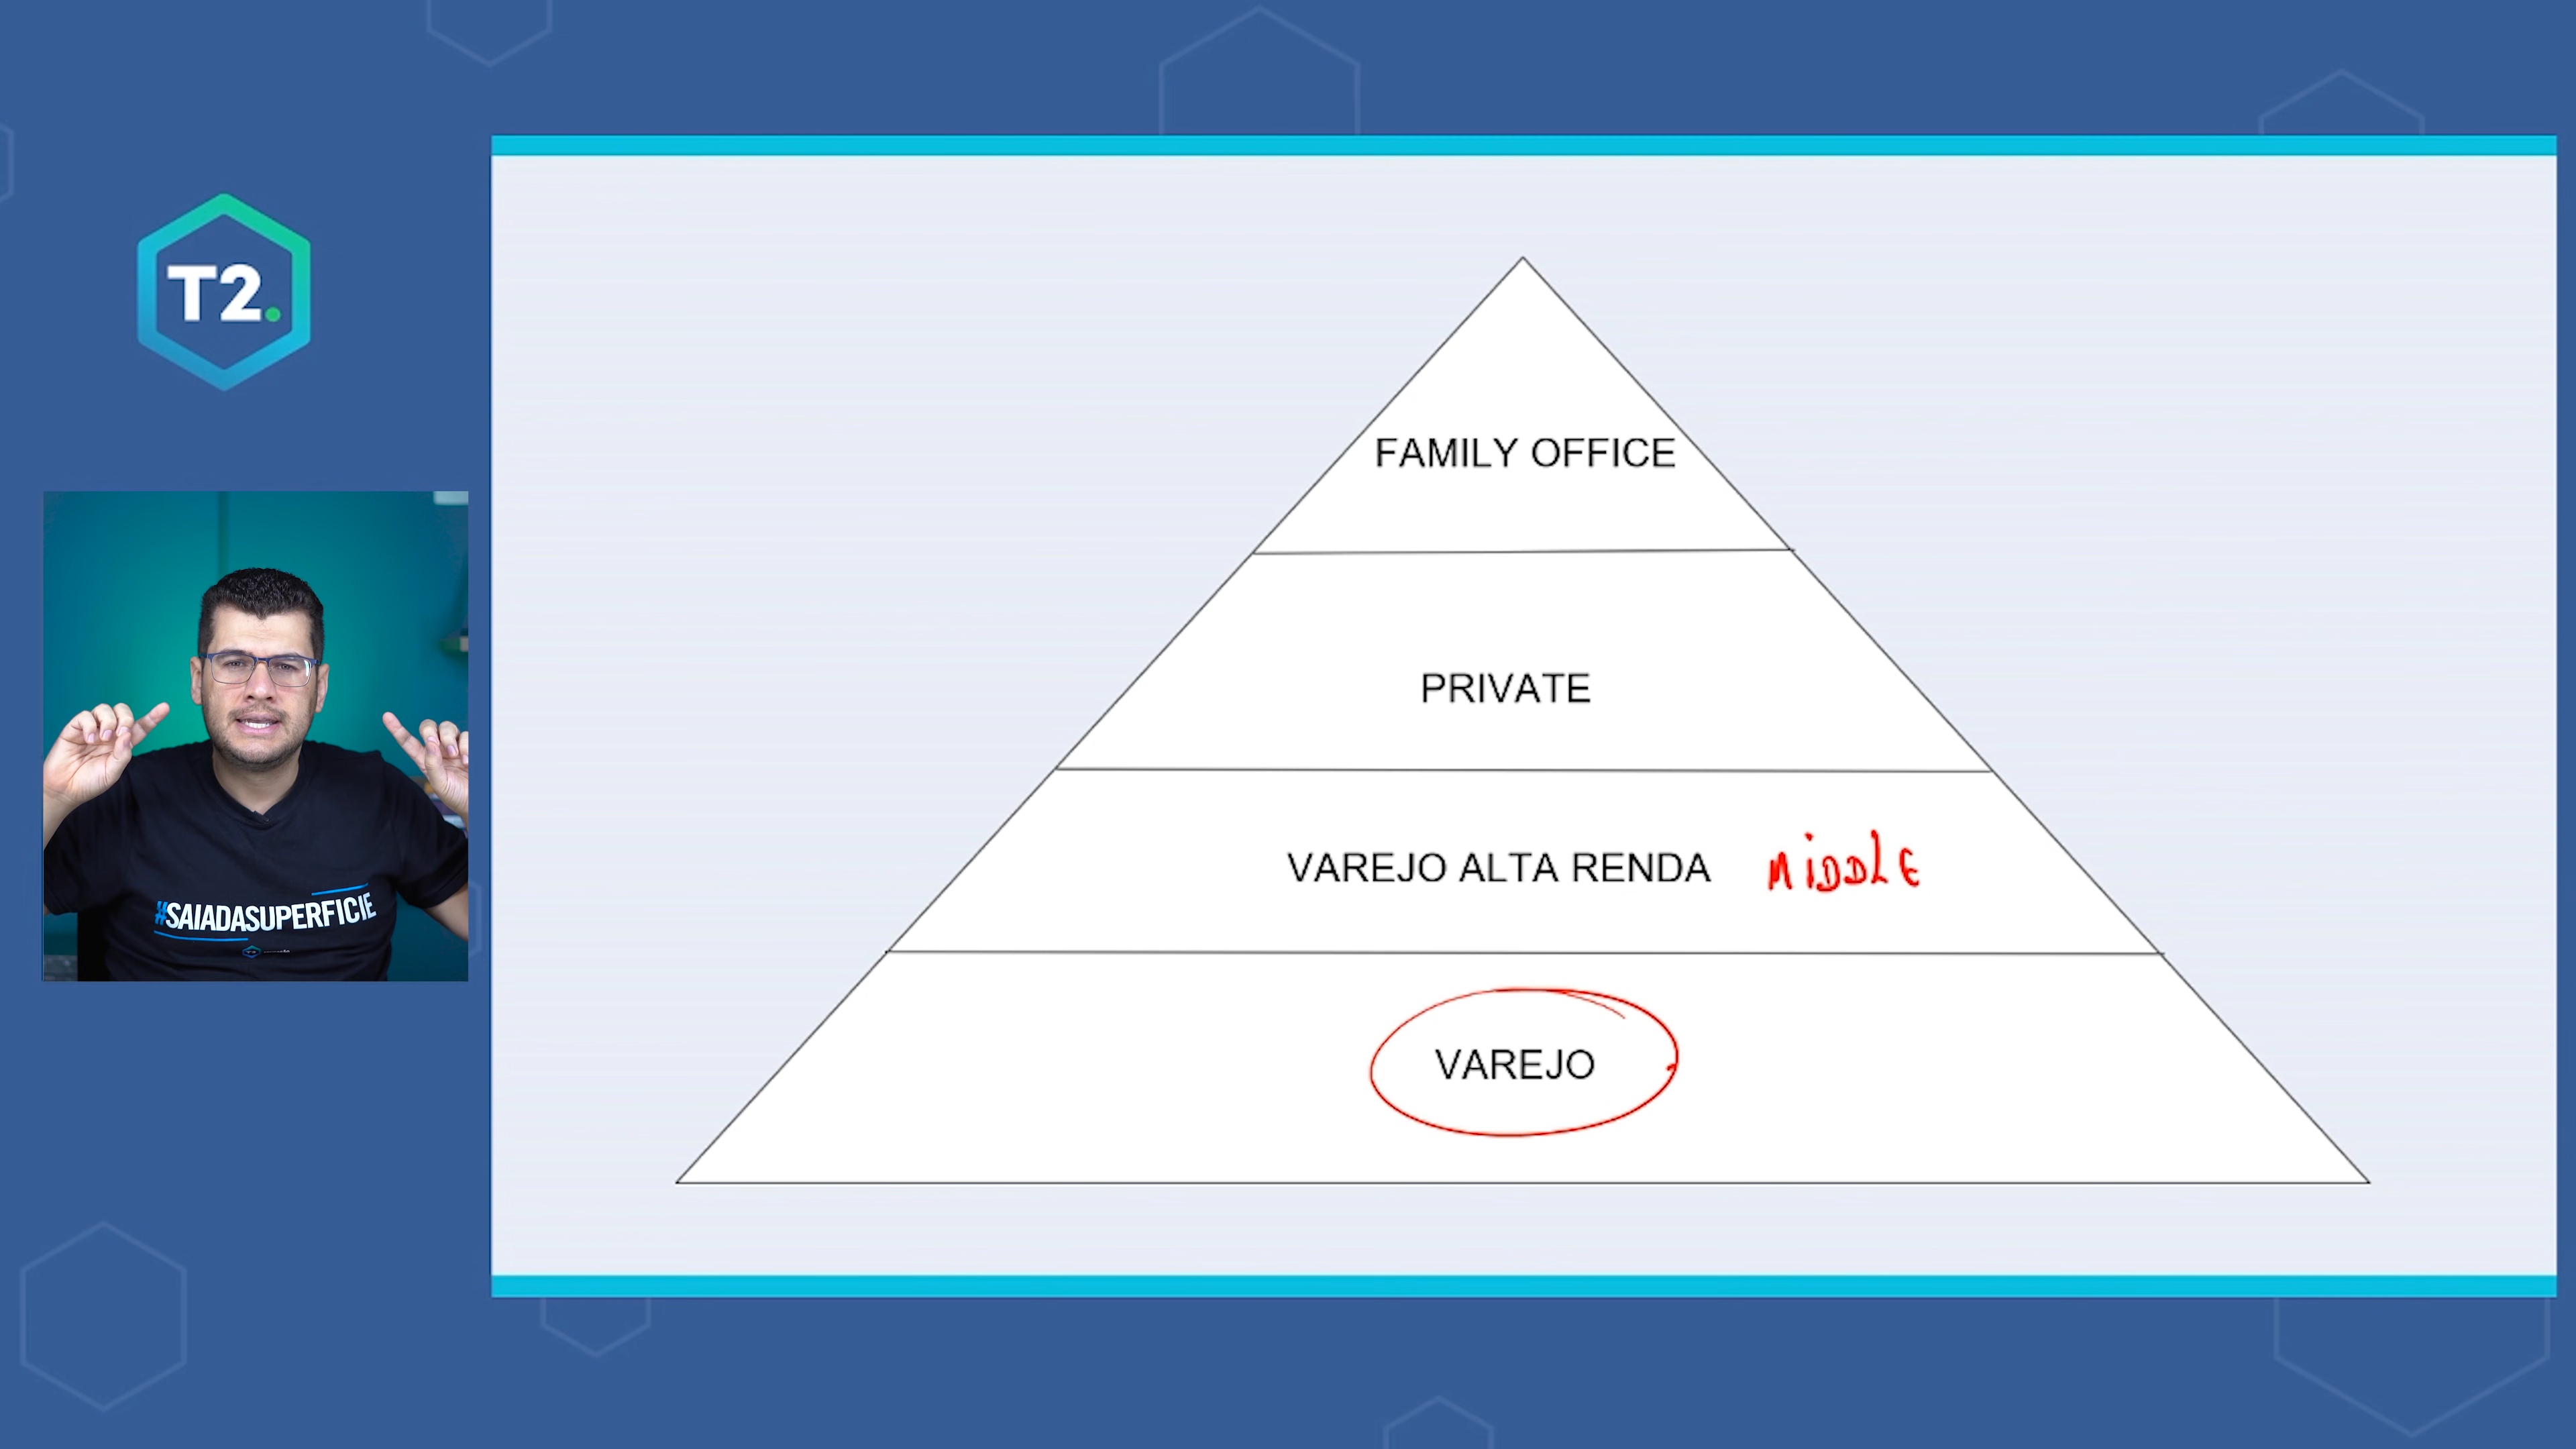 T2.
#SAIADASUPERFICIE
FAMILY OFFICE
PRIVATE
VAREJO ALTA RENDA MIDDLE
VAREJO